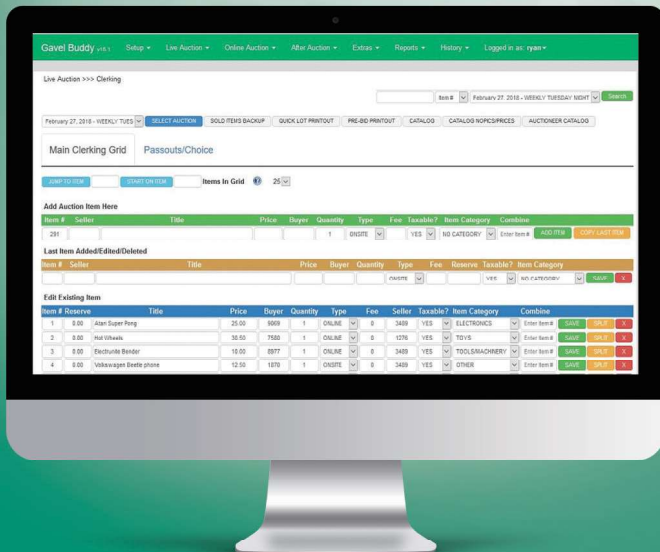 Gavel Buddy v18.1 Setup Live Auction Online Auction After Auction Extras Reports History Logged in as: ryan
Live Auction >>> Clerking
Item # February 27, 2018 - WEEKLY TUESDAY NIGHT Search
February 27, 2018 - WEEKLY TUES SELECT AUCTION SOLD ITEMS BACKUP QUICK LOT PRINTOUT PRE-BID PRINTOUT CATALOG CATALOG NOPICS/PRICES AUCTIONEER CATALOG
Main Clerking Grid Passouts/Choice
JUMP TO ITEM START ON ITEM Items In Grid 25
Add Auction Item Here
Item # Seller Title Price Buyer Quantity Type Fee Taxable? Item Category Combine
291 1 ONSITE YES NO CATEGORY Enter Item # ADD ITEM COPY LAST ITEM
Last Item Added/Edited/Deleted
Item # Seller Title Price Buyer Quantity Type Fee Reserve Taxable? Item Category
ONSITE YES NO CATEGORY SAVE X
Edit Existing Item
Item # Reserve Title Price Buyer Quantity Type Fee Seller Taxable? Item Category Combine
1 0.00 Atari Super Pong 25.00 9069 1 ONLINE 0 3489 YES ELECTRONICS Enter Item # SAVE SPLIT X
2 0.00 Hot Wheels 30.50 7580 1 ONLINE 0 1276 YES TOYS Enter Item # SAVE SPLIT X
3 0.00 Electrunite Bender 10.00 8977 1 ONLINE 0 3489 YES TOOLS/MACHINERY Enter Item # SAVE SPLIT X
4 0.00 Volkswagen Beetle phone 12.50 1870 1 ONSITE 0 3489 YES OTHER Enter Item # SAVE SPLIT X